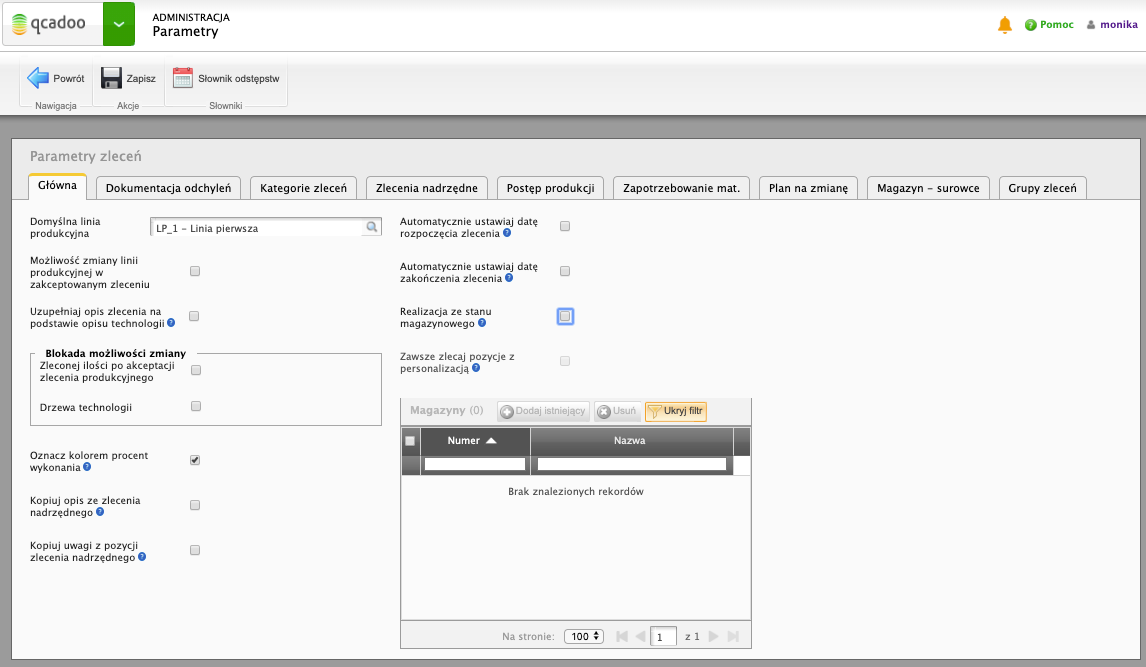 qcadoo
ADMINISTRACJA
Parametry
Pomoc
monika
Powrót
Zapisz
Słownik odstępstw
Nawigacja
Akcje
Słowniki
Parametry zleceń
Główna
Dokumentacja odchyleń
Kategorie zleceń
Zlecenia nadrzędne
Postęp produkcji
Zapotrzebowanie mat.
Plan na zmianę
Magazyn - surowce
Grupy zleceń
Domyślna linia
produkcyjna
LP_1 - Linia pierwsza
Możliwość zmiany linii
produkcyjnej w
zakceptowanym zleceniu
Uzupełniaj opis zlecenia na
podstawie opisu technologii ?
Blokada możliwości zmiany
Zleconej ilości po akceptacji
zlecenia produkcyjnego
Drzewa technologii
Oznacz kolorem procent
wykonania ?
Kopiuj opis ze zlecenia
nadrzędnego ?
Kopiuj uwagi z pozycji
zlecenia nadrzędnego ?
Automatycznie ustawiaj datę
rozpoczęcia zlecenia ?
Automatycznie ustawiaj datę
zakończenia zlecenia ?
Realizacja ze stanu
magazynowego ?
Zawsze zlecaj pozycje z
personalizacją ?
Magazyny (0)
Dodaj istniejący
Usuń
Ukryj filtr
Numer
Nazwa
Brak znalezionych rekordów
Na stronie:
100
1
z 1